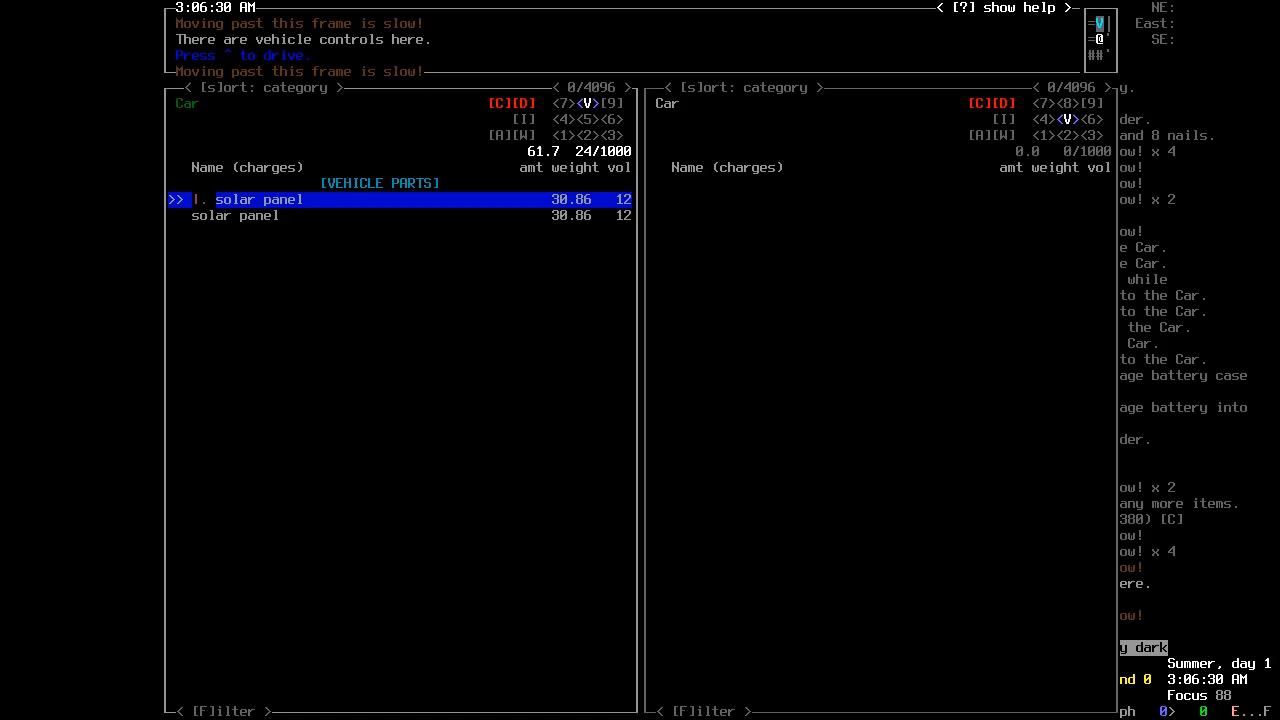 3:06:30 AM < [?] show help > NE:
Moving past this frame is slow! =V| East:
There are vehicle controls here. =@' SE:
Press ^ to drive. ##'
Moving past this frame is slow!
< [s]ort: category > < 0/4096 > < [s]ort: category > < 0/4096 > y.
Car [C][D] <7><V>[9] Car [C][D] <7><8>[9]
[I] <4><5><6> [I] <4><V><6> der.
[A][W] <1><2><3> [A][W] <1><2><3> and 8 nails.
61.7 24/1000 0.0 0/1000 ow! x 4
Name (charges) amt weight vol Name (charges) amt weight vol ow!
[VEHICLE PARTS] ow!
>> |. solar panel 30.86 12 ow! x 2
solar panel 30.86 12
ow!
e Car.
e Car.
while
to the Car.
to the Car.
the Car.
Car.
to the Car.
age battery case
age battery into
der.
ow! x 2
any more items.
380) [C]
ow!
ow! x 4
ow!
ere.
ow!
y dark
Summer, day 1
nd 0 3:06:30 AM
Focus 88
< [F]ilter > < [F]ilter > ph 0> 0 E...F